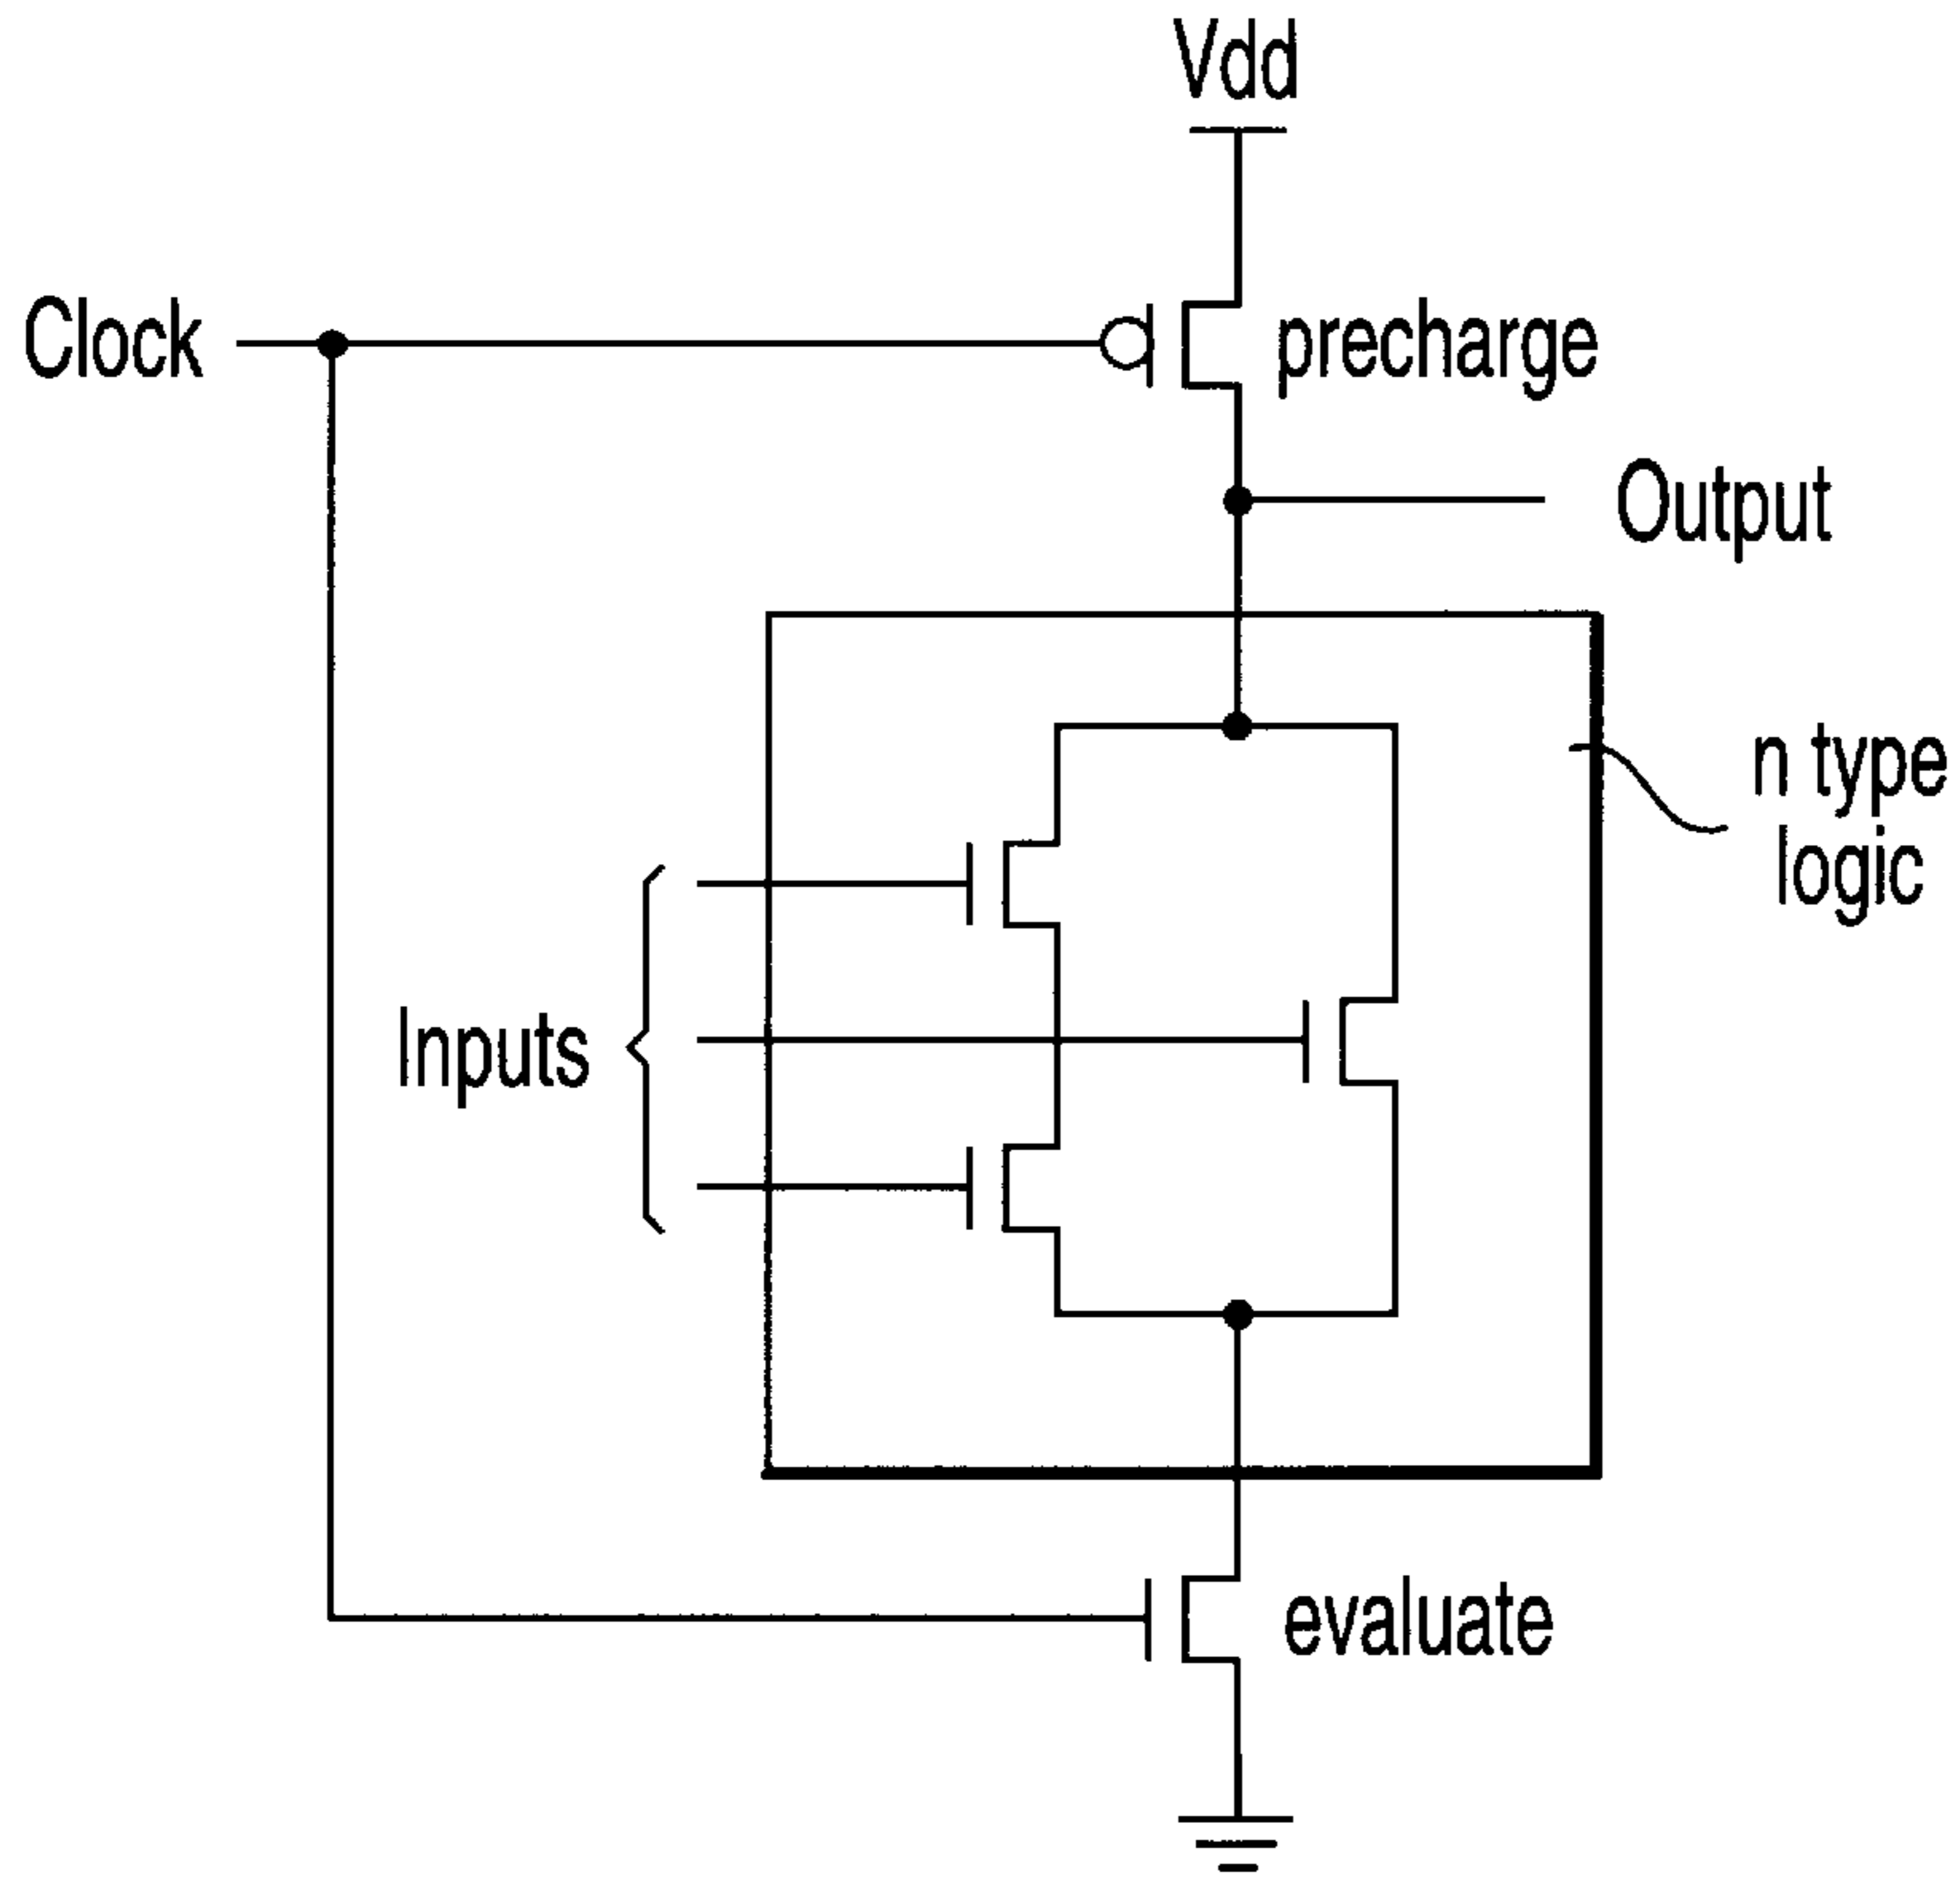 Vdd
Clock
precharge
Output
n type
logic
Inputs
evaluate